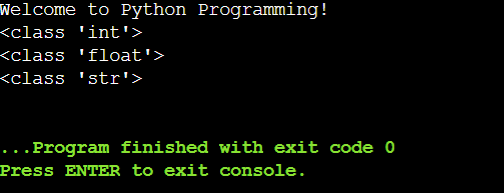 Welcome to Python Programming!
<class 'int'>
<class 'float'>
<class 'str'>
...Program finished with exit code 0
Press ENTER to exit console.